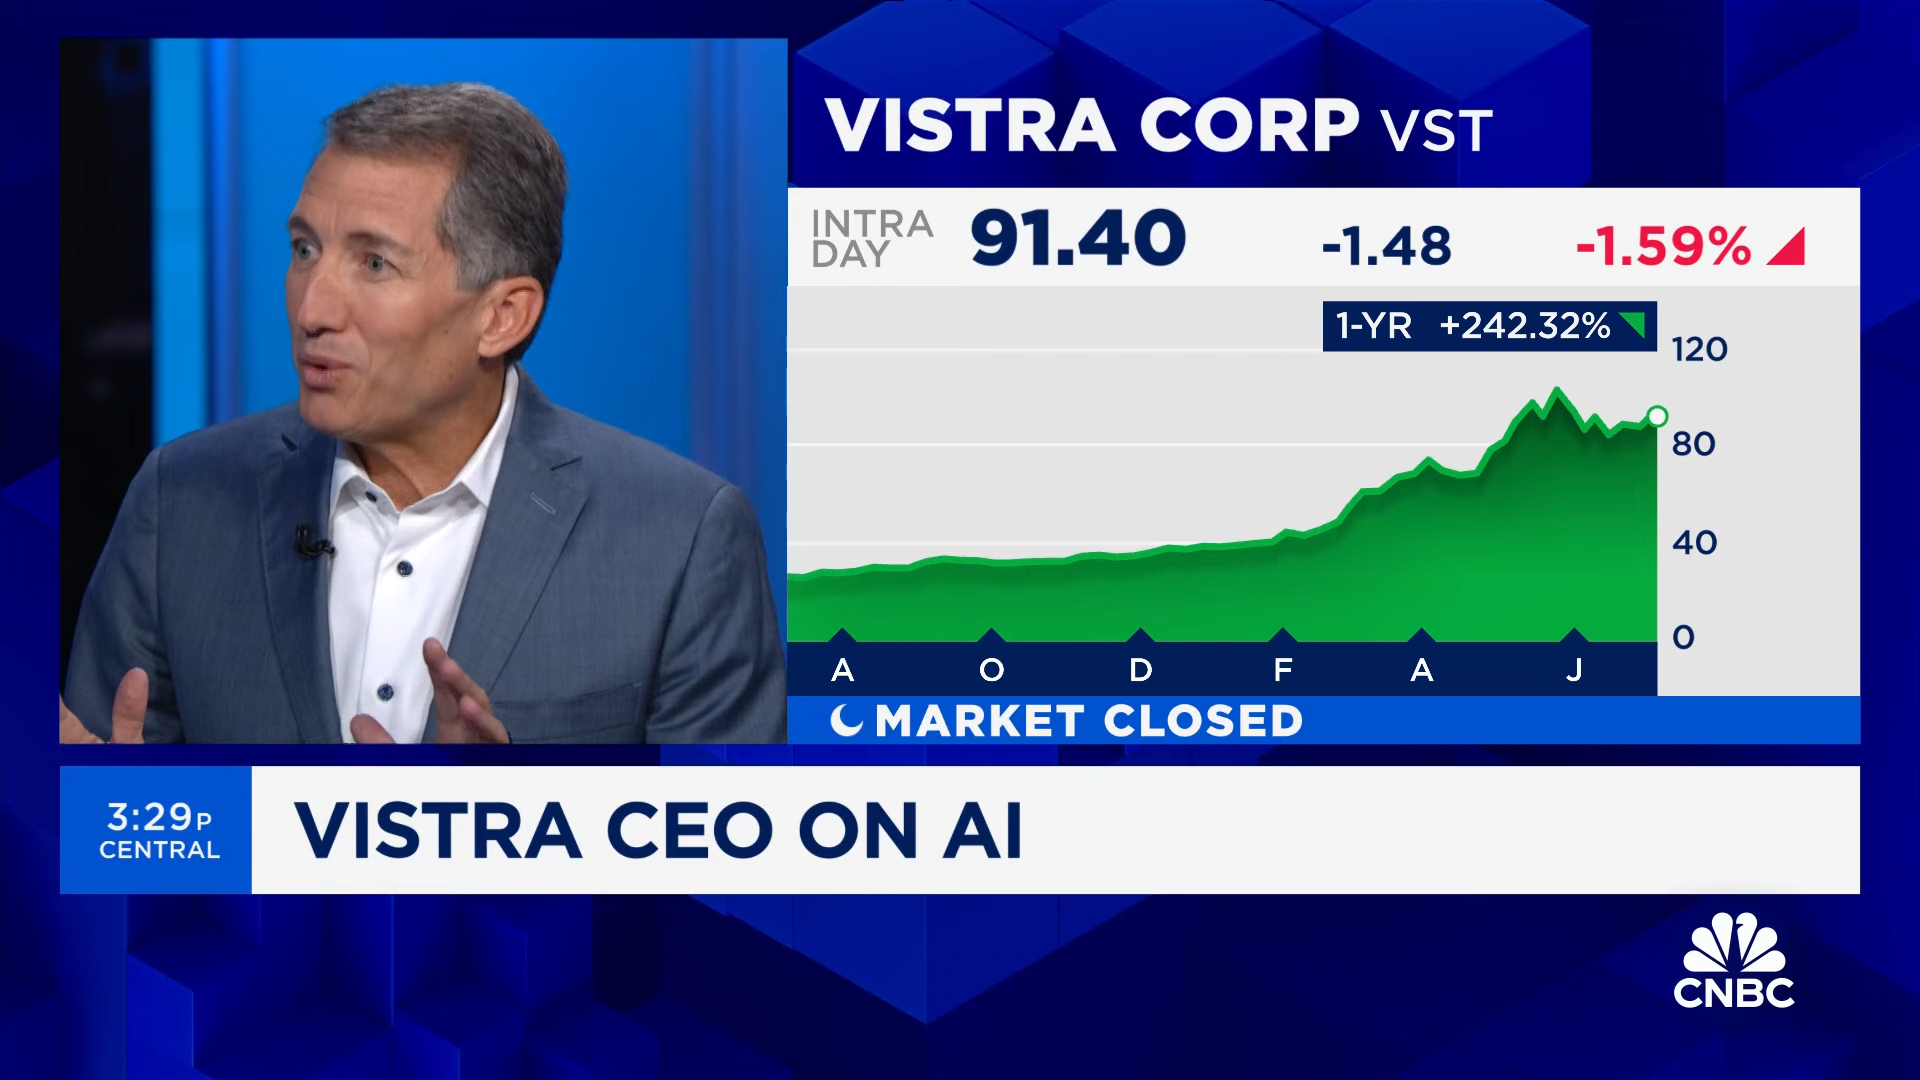 VISTRA CORP VST
INTRA DAY 91.40 -1.48 -1.59%
1-YR +242.32%
120
80
40
0
A O D F A J
MARKET CLOSED
3:29P
CENTRAL
VISTRA CEO ON AI
CNBC